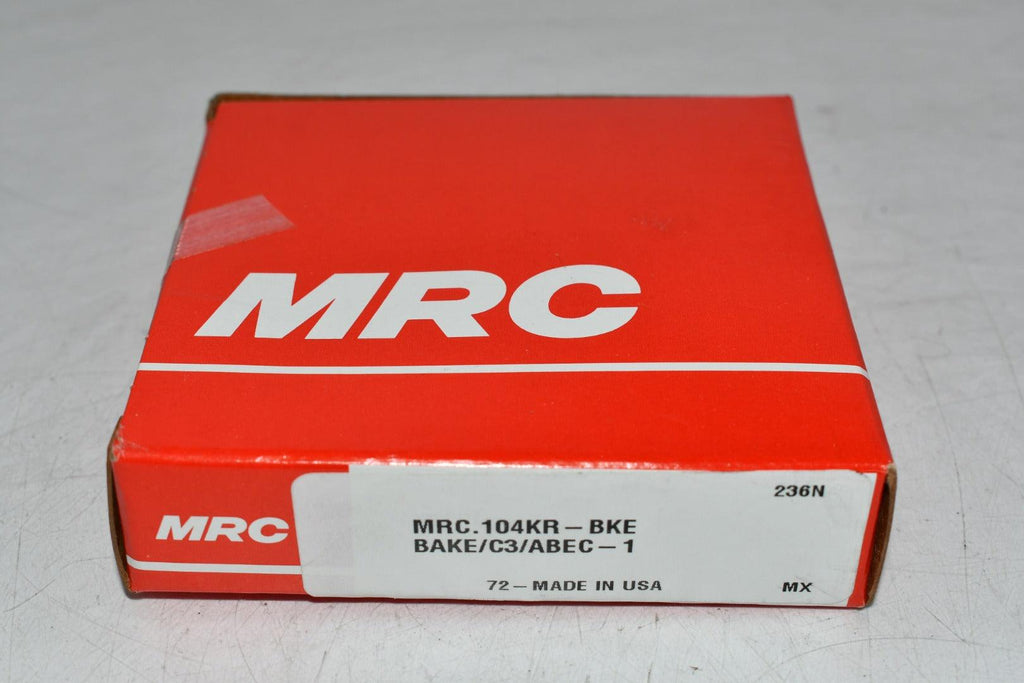 MRC
MRC
236N
MRC.104KR-BKE
BAKE/C3/ABEC-1
72-MADE IN USA
MX